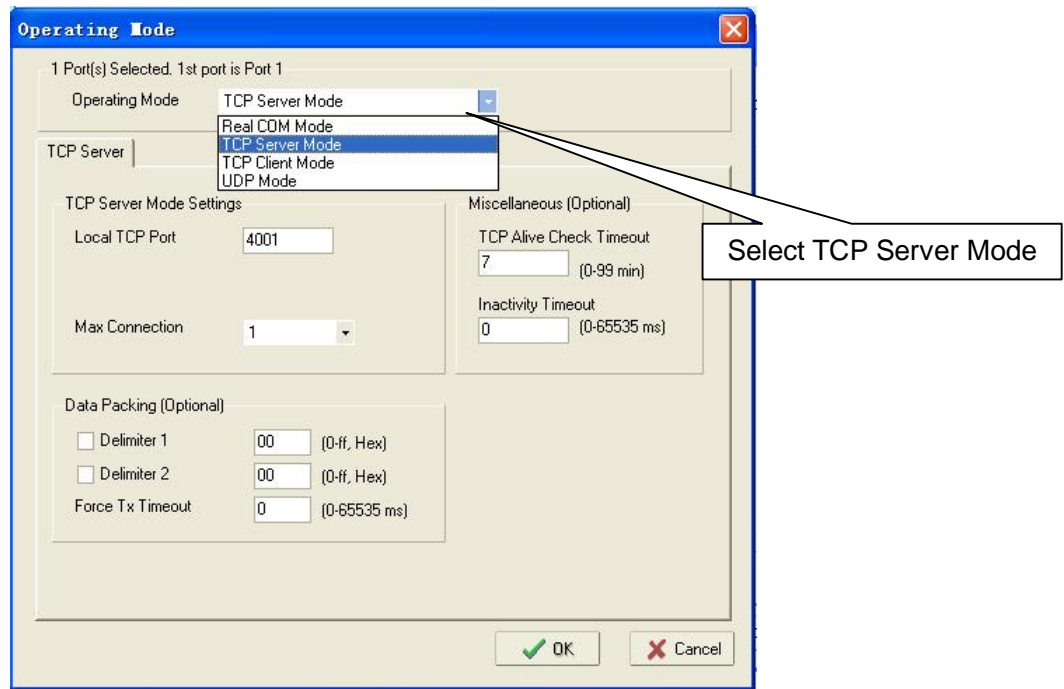 Operating Mode
1 Port(s) Selected. 1st port is Port 1
Operating Mode
TCP Server Mode
Real COM Mode
TCP Server Mode
TCP Client Mode
UDP Mode
TCP Server
TCP Server Mode Settings
Local TCP Port
4001
Max Connection
1
Miscellaneous (Optional)
TCP Alive Check Timeout
7
(0-99 min)
Inactivity Timeout
0
(0-65535 ms)
Select TCP Server Mode
Data Packing (Optional)
Delimiter 1
00
(0-ff, Hex)
Delimiter 2
00
(0-ff, Hex)
Force Tx Timeout
0
(0-65535 ms)
OK
Cancel